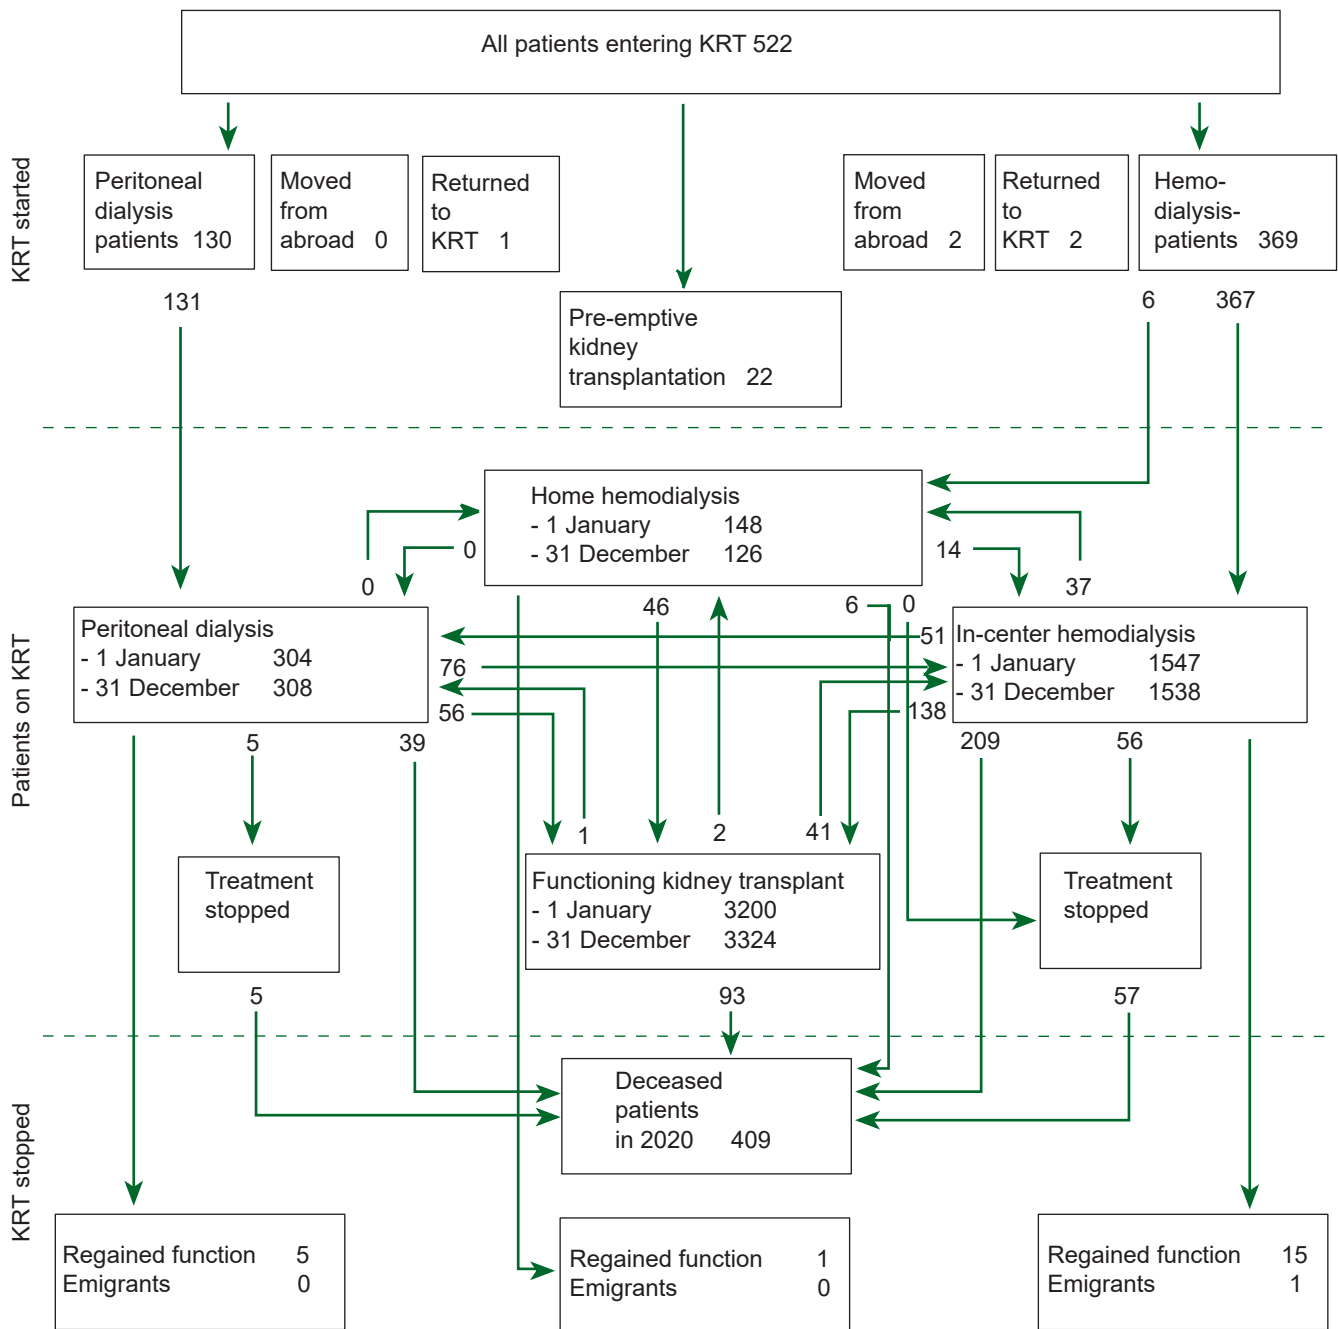 All patients entering KRT 522
KRT started
Peritoneal
dialysis
patients 130
Moved
from
abroad 0
Returned
to
KRT 1
Moved
from
abroad 2
Returned
to
KRT 2
Hemo-
dialysis-
patients 369
131
Pre-emptive
kidney
transplantation 22
6
367
Patients on KRT
Home hemodialysis
- 1 January 148
- 31 December 126
0
0
14
37
46
6
0
Peritoneal dialysis
- 1 January 304
- 31 December 308
51
76
56
138
In-center hemodialysis
- 1 January 1547
- 31 December 1538
5
39
209
56
1
2
41
Treatment
stopped
Functioning kidney transplant
- 1 January 3200
- 31 December 3324
Treatment
stopped
5
93
57
KRT stopped
Deceased
patients
in 2020 409
Regained function 5
Emigrants 0
Regained function 1
Emigrants 0
Regained function 15
Emigrants 1